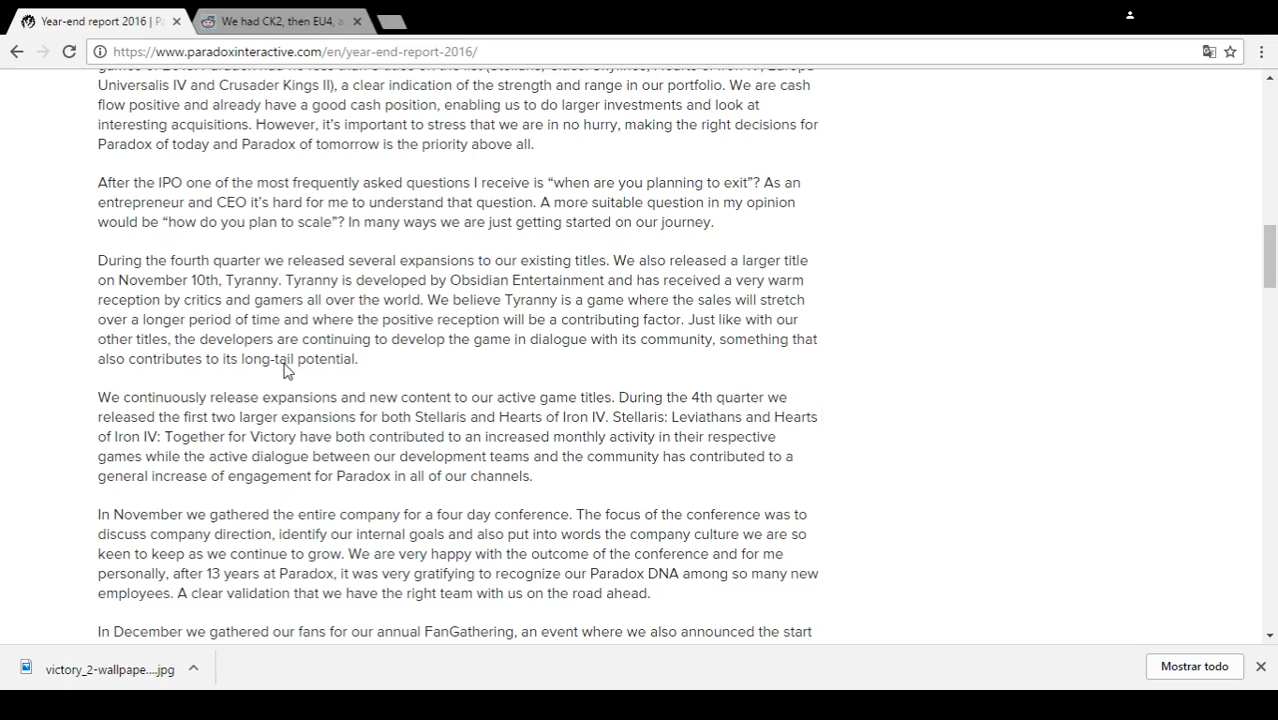 Year-end report 2016 | P
We had CK2, then EU4, a
https://www.paradoxinteractive.com/en/year-end-report-2016/
Universalis IV and Crusader Kings II), a clear indication of the strength and range in our portfolio. We are cash
flow positive and already have a good cash position, enabling us to do larger investments and look at
interesting acquisitions. However, it’s important to stress that we are in no hurry, making the right decisions for
Paradox of today and Paradox of tomorrow is the priority above all.
After the IPO one of the most frequently asked questions I receive is “when are you planning to exit”? As an
entrepreneur and CEO it’s hard for me to understand that question. A more suitable question in my opinion
would be “how do you plan to scale”? In many ways we are just getting started on our journey.
During the fourth quarter we released several expansions to our existing titles. We also released a larger title
on November 10th, Tyranny. Tyranny is developed by Obsidian Entertainment and has received a very warm
reception by critics and gamers all over the world. We believe Tyranny is a game where the sales will stretch
over a longer period of time and where the positive reception will be a contributing factor. Just like with our
other titles, the developers are continuing to develop the game in dialogue with its community, something that
also contributes to its long-tail potential.
We continuously release expansions and new content to our active game titles. During the 4th quarter we
released the first two larger expansions for both Stellaris and Hearts of Iron IV. Stellaris: Leviathans and Hearts
of Iron IV: Together for Victory have both contributed to an increased monthly activity in their respective
games while the active dialogue between our development teams and the community has contributed to a
general increase of engagement for Paradox in all of our channels.
In November we gathered the entire company for a four day conference. The focus of the conference was to
discuss company direction, identify our internal goals and also put into words the company culture we are so
keen to keep as we continue to grow. We are very happy with the outcome of the conference and for me
personally, after 13 years at Paradox, it was very gratifying to recognize our Paradox DNA among so many new
employees. A clear validation that we have the right team with us on the road ahead.
In December we gathered our fans for our annual FanGathering, an event where we also announced the start
victory_2-wallpape....jpg
Mostrar todo